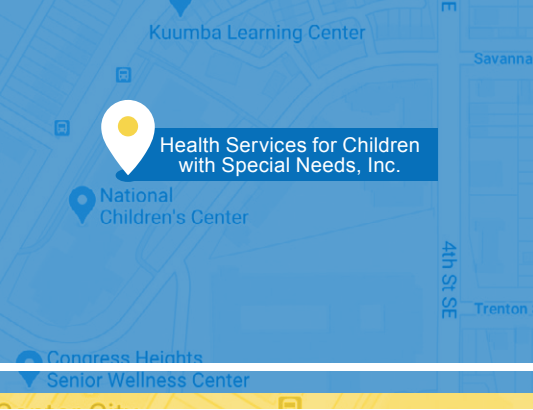 E
Kuumba Learning Center
Savanna
Health Services for Children
with Special Needs, Inc.
National
Children's Center
4th St SE
Trenton
Congress Heights
Senior Wellness Center